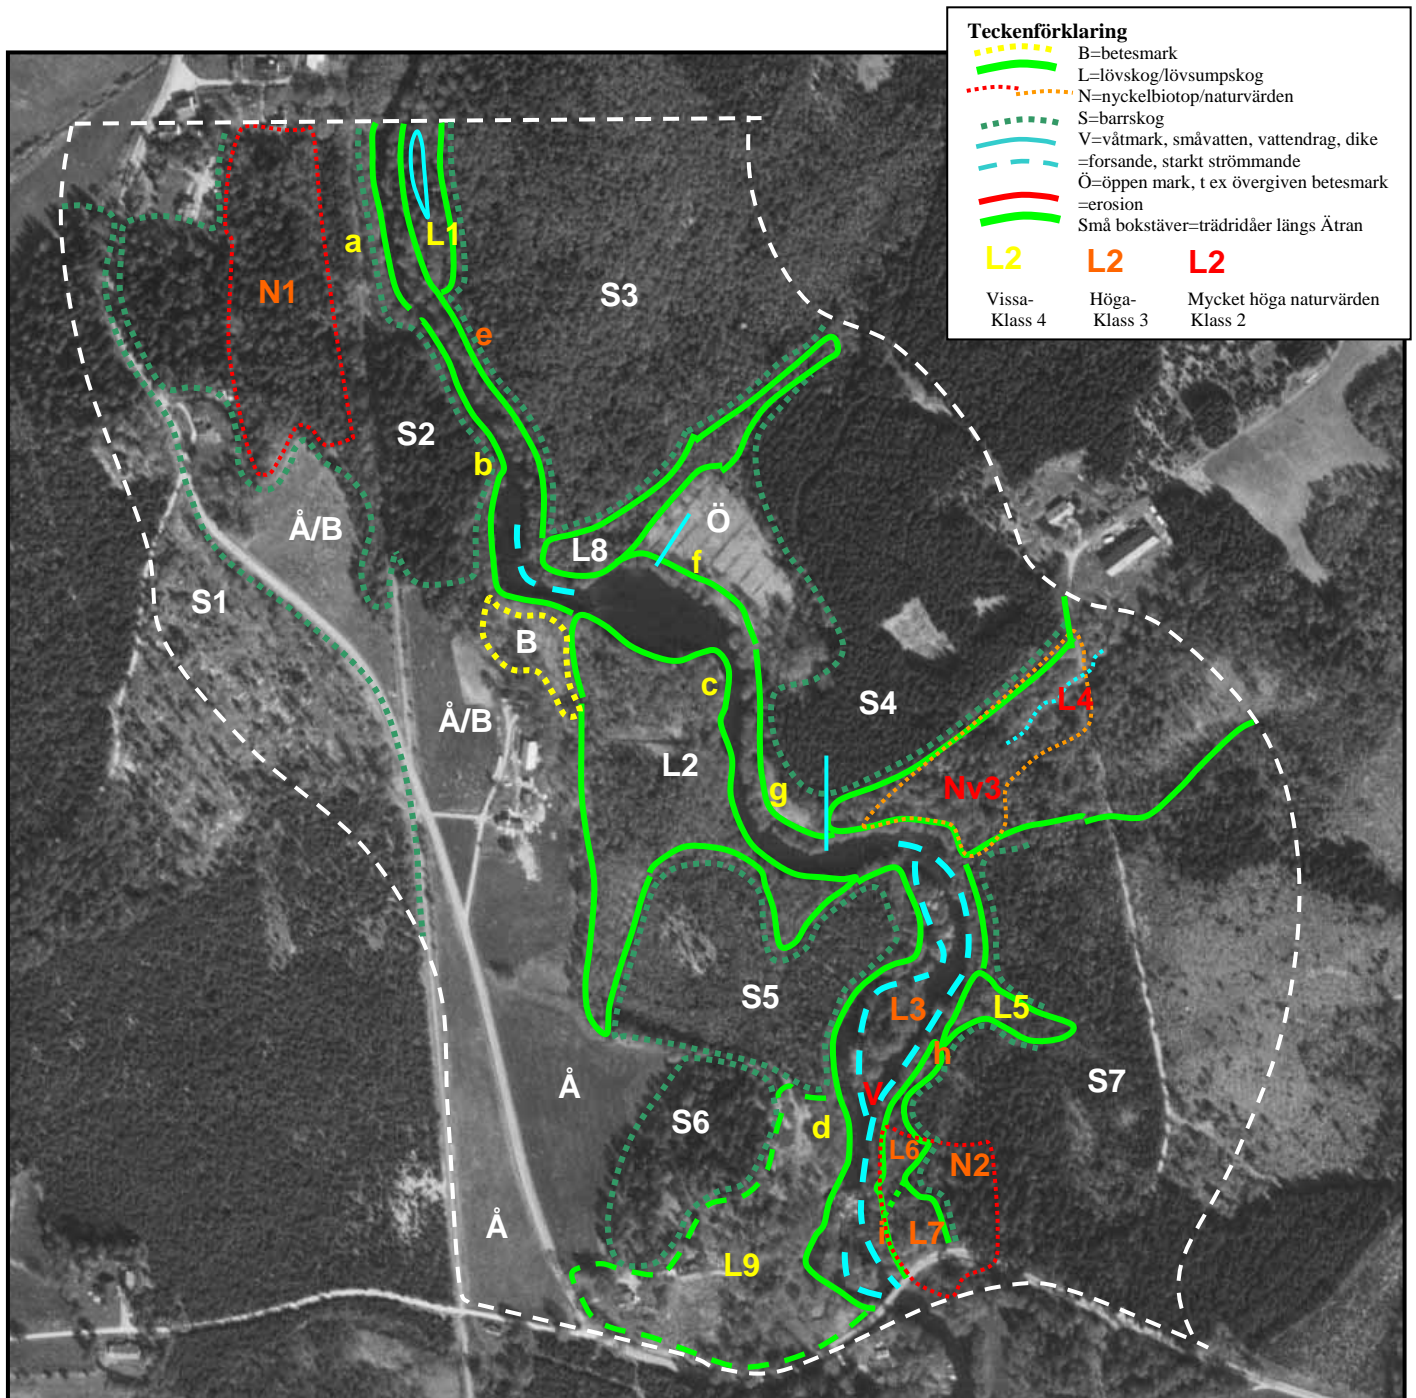 Teckenförklaring
B=betesmark
L=lövskog/lövsumpskog
N=nyckelbiotop/naturvärden
S=barrskog
V=våtmark, småvatten, vattendrag, dike
=forsande, starkt strömmande
Ö=öppen mark, t ex övergiven betesmark
=erosion
Små bokstäver=trädridåer längs Ätran
L2 L2 L2
Vissa- Höga- Mycket höga naturvärden
Klass 4 Klass 3 Klass 2
a
L1
N1
S3
e
S2
b
Å/B
Ö
L8
f
S1
B
c
L4
S4
Å/B
L2
g
Nv3
S5
L3
L5
h
Å
S7
V
S6
d
L6
N2
Å
L7
L9